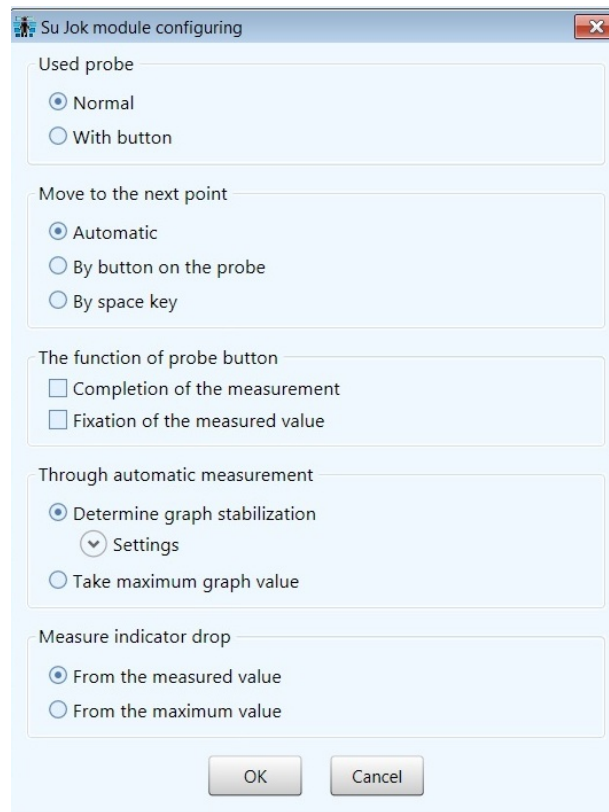 Su Jok module configuring
Used probe
Normal
With button
Move to the next point
Automatic
By button on the probe
By space key
The function of probe button
Completion of the measurement
Fixation of the measured value
Through automatic measurement
Determine graph stabilization
Settings
Take maximum graph value
Measure indicator drop
From the measured value
From the maximum value
OK Cancel